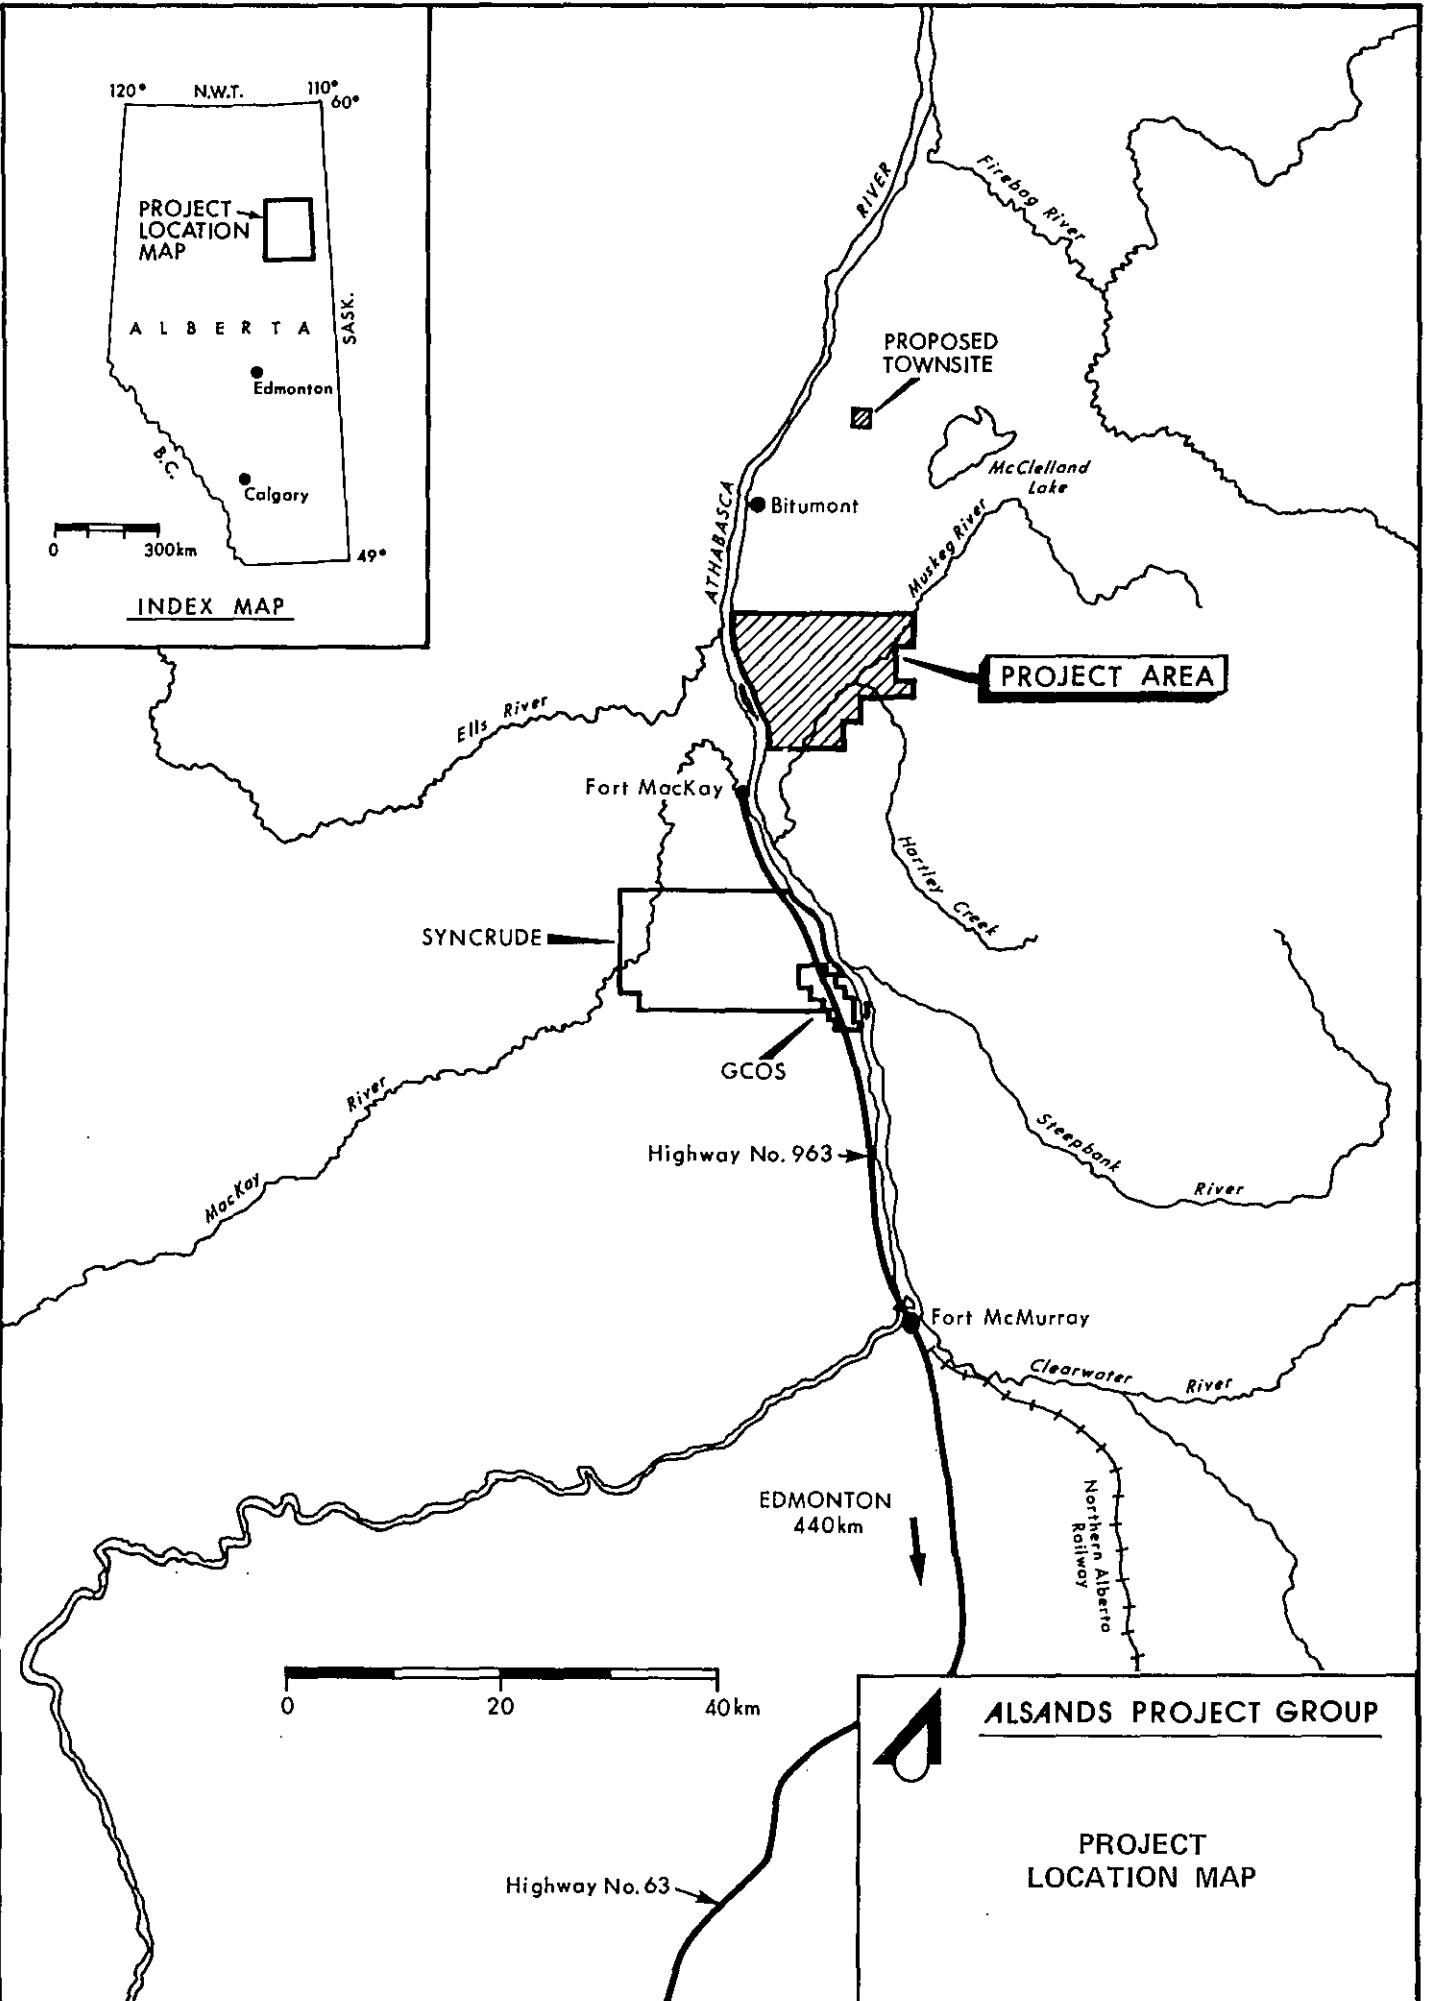 120°
N.W.T.
110°
60°
PROJECT
LOCATION
MAP
SASK.
ALBERTA
Edmonton
B.C.
Calgary
0
300km
49°
INDEX MAP
RIVER
Firebag River
PROPOSED
TOWNSITE
McClelland
Lake
Bitumont
ATHABASCA
Muskeg River
PROJECT AREA
Ells River
Fort MacKay
Hartley Creek
SYNCRUDE
GCOS
River
MacKay
Highway No. 963
Steepbank
River
Fort McMurray
Clearwater
River
EDMONTON
440km
Northern Alberta
Railway
0
20
40km
ALSANDS PROJECT GROUP
PROJECT
LOCATION MAP
Highway No. 63